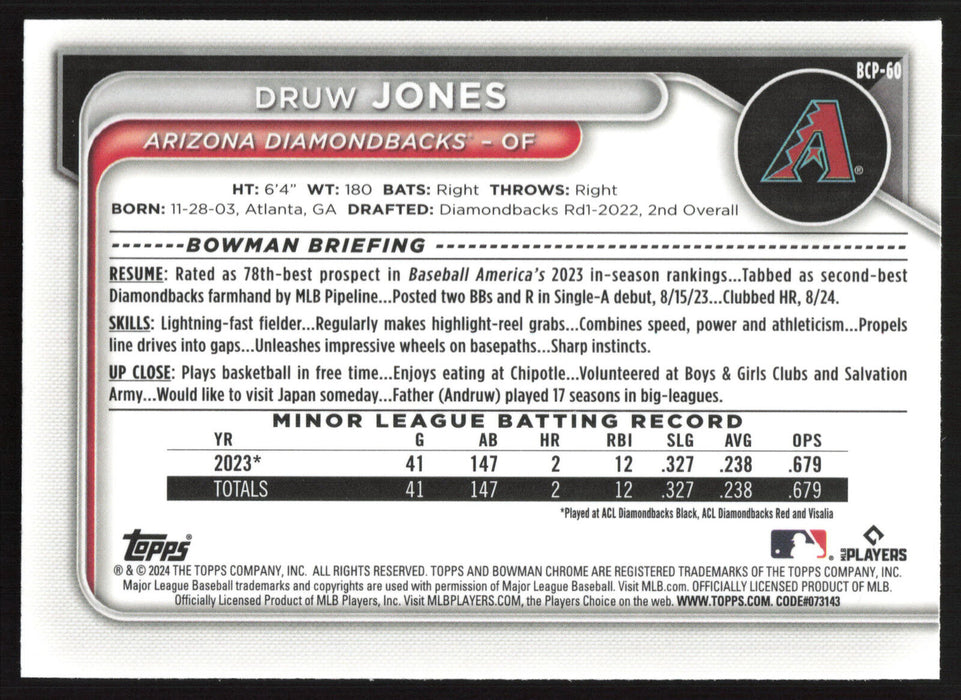 BCP-60
DRUW JONES
ARIZONA DIAMONDBACKS® – OF
A®
HT: 6'4" WT: 180 BATS: Right THROWS: Right
BORN: 11-28-03, Atlanta, GA DRAFTED: Diamondbacks Rd1-2022, 2nd Overall
BOWMAN BRIEFING
RESUME: Rated as 78th-best prospect in Baseball America's 2023 in-season rankings...Tabbed as second-best
Diamondbacks farmhand by MLB Pipeline...Posted two BBs and R in Single-A debut, 8/15/23...Clubbed HR, 8/24.
SKILLS: Lightning-fast fielder...Regularly makes highlight-reel grabs...Combines speed, power and athleticism...Propels
line drives into gaps...Unleashes impressive wheels on basepaths...Sharp instincts.
UP CLOSE: Plays basketball in free time...Enjoys eating at Chipotle...Volunteered at Boys & Girls Clubs and Salvation
Army...Would like to visit Japan someday...Father (Andruw) played 17 seasons in big-leagues.
MINOR LEAGUE BATTING RECORD
YR G AB HR RBI SLG AVG OPS
2023* 41 147 2 12 .327 .238 .679
TOTALS 41 147 2 12 .327 .238 .679
*Played at ACL Diamondbacks Black, ACL Diamondbacks Red and Visalia
Topps® ® MLB PLAYERS
® & © 2024 THE TOPPS COMPANY, INC. ALL RIGHTS RESERVED. TOPPS AND BOWMAN CHROME ARE REGISTERED TRADEMARKS OF THE TOPPS COMPANY, INC.
Major League Baseball trademarks and copyrights are used with permission of Major League Baseball. Visit MLB.com. OFFICIALLY LICENSED PRODUCT OF MLB.
Officially Licensed Product of MLB Players, Inc. Visit MLBPLAYERS.COM, the Players Choice on the web. WWW.TOPPS.COM. CODE#073143